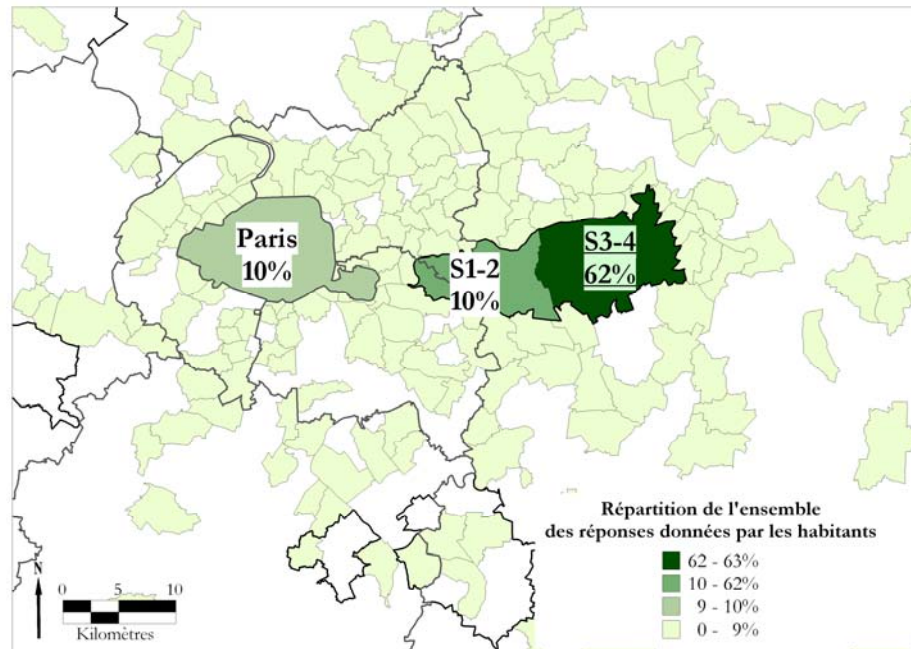 Paris
10%
S1-2
10%
S3-4
62%
Répartition de l'ensemble
des réponses données par les habitants
62 - 63%
10 - 62%
9 - 10%
0 - 9%
N
0 5 10
Kilomètres